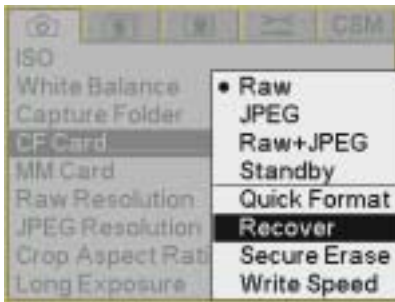 CSM
ISO
White Balance
Capture Folder
CF Card
MM Card
Raw Resolution
JPEG Resolution
Crop Aspect Rati
Long Exposure
Raw
JPEG
Raw+JPEG
Standby
Quick Format
Recover
Secure Erase
Write Speed